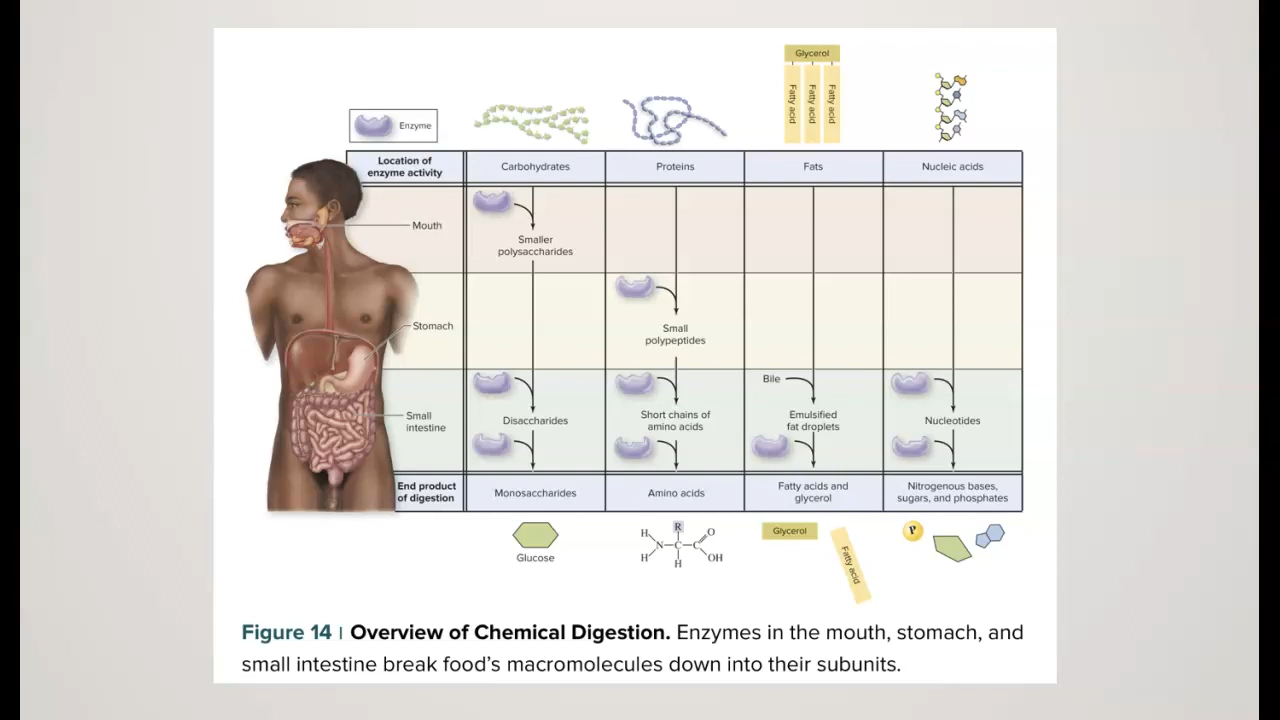 Glycerol
Fatty acid
Fatty acid
Fatty acid
Enzyme
Location of
enzyme activity
Carbohydrates
Proteins
Fats
Nucleic acids
Mouth
Smaller
polysaccharides
Stomach
Small
polypeptides
Small
intestine
Disaccharides
Short chains of
amino acids
Bile
Emulsified
fat droplets
Nucleotides
End product
of digestion
Monosaccharides
Amino acids
Fatty acids and
glycerol
Nitrogenous bases,
sugars, and phosphates
Glucose
H
H
N
R
C
H
C
O
OH
Glycerol
Fatty acid
P
Figure 14 | Overview of Chemical Digestion. Enzymes in the mouth, stomach, and
small intestine break food's macromolecules down into their subunits.